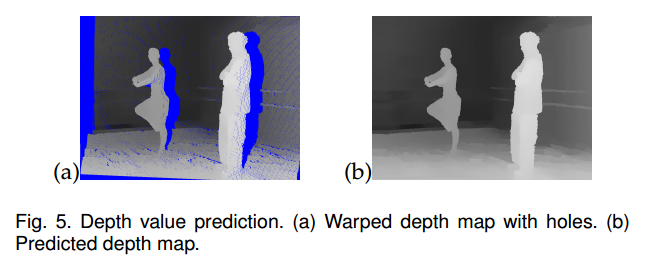 (a)
(b)
Fig. 5. Depth value prediction. (a) Warped depth map with holes. (b)
Predicted depth map.